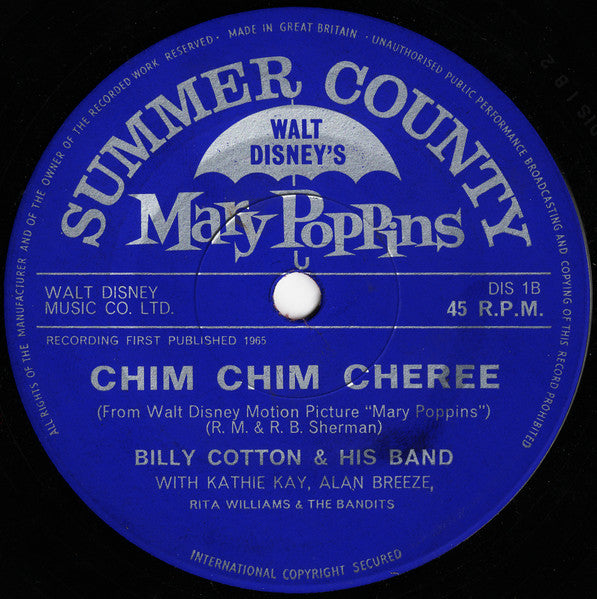 ALL RIGHTS OF THE MANUFACTURER AND OF THE OWNER OF THE RECORDED WORK RESERVED · MADE IN GREAT BRITAIN · UNAUTHORISED PUBLIC PERFORMANCE BROADCASTING AND COPYING OF THIS RECORD PROHIBITED
SUMMER COUNTY
WALT
DISNEY'S
Mary Poppins
WALT DISNEY
MUSIC CO. LTD.
DIS 1B
45 R.P.M.
RECORDING FIRST PUBLISHED 1965
CHIM CHIM CHEREE
(From Walt Disney Motion Picture “Mary Poppins”)
(R. M. & R. B. Sherman)
BILLY COTTON & HIS BAND
WITH KATHIE KAY, ALAN BREEZE,
RITA WILLIAMS & THE BANDITS
INTERNATIONAL COPYRIGHT SECURED